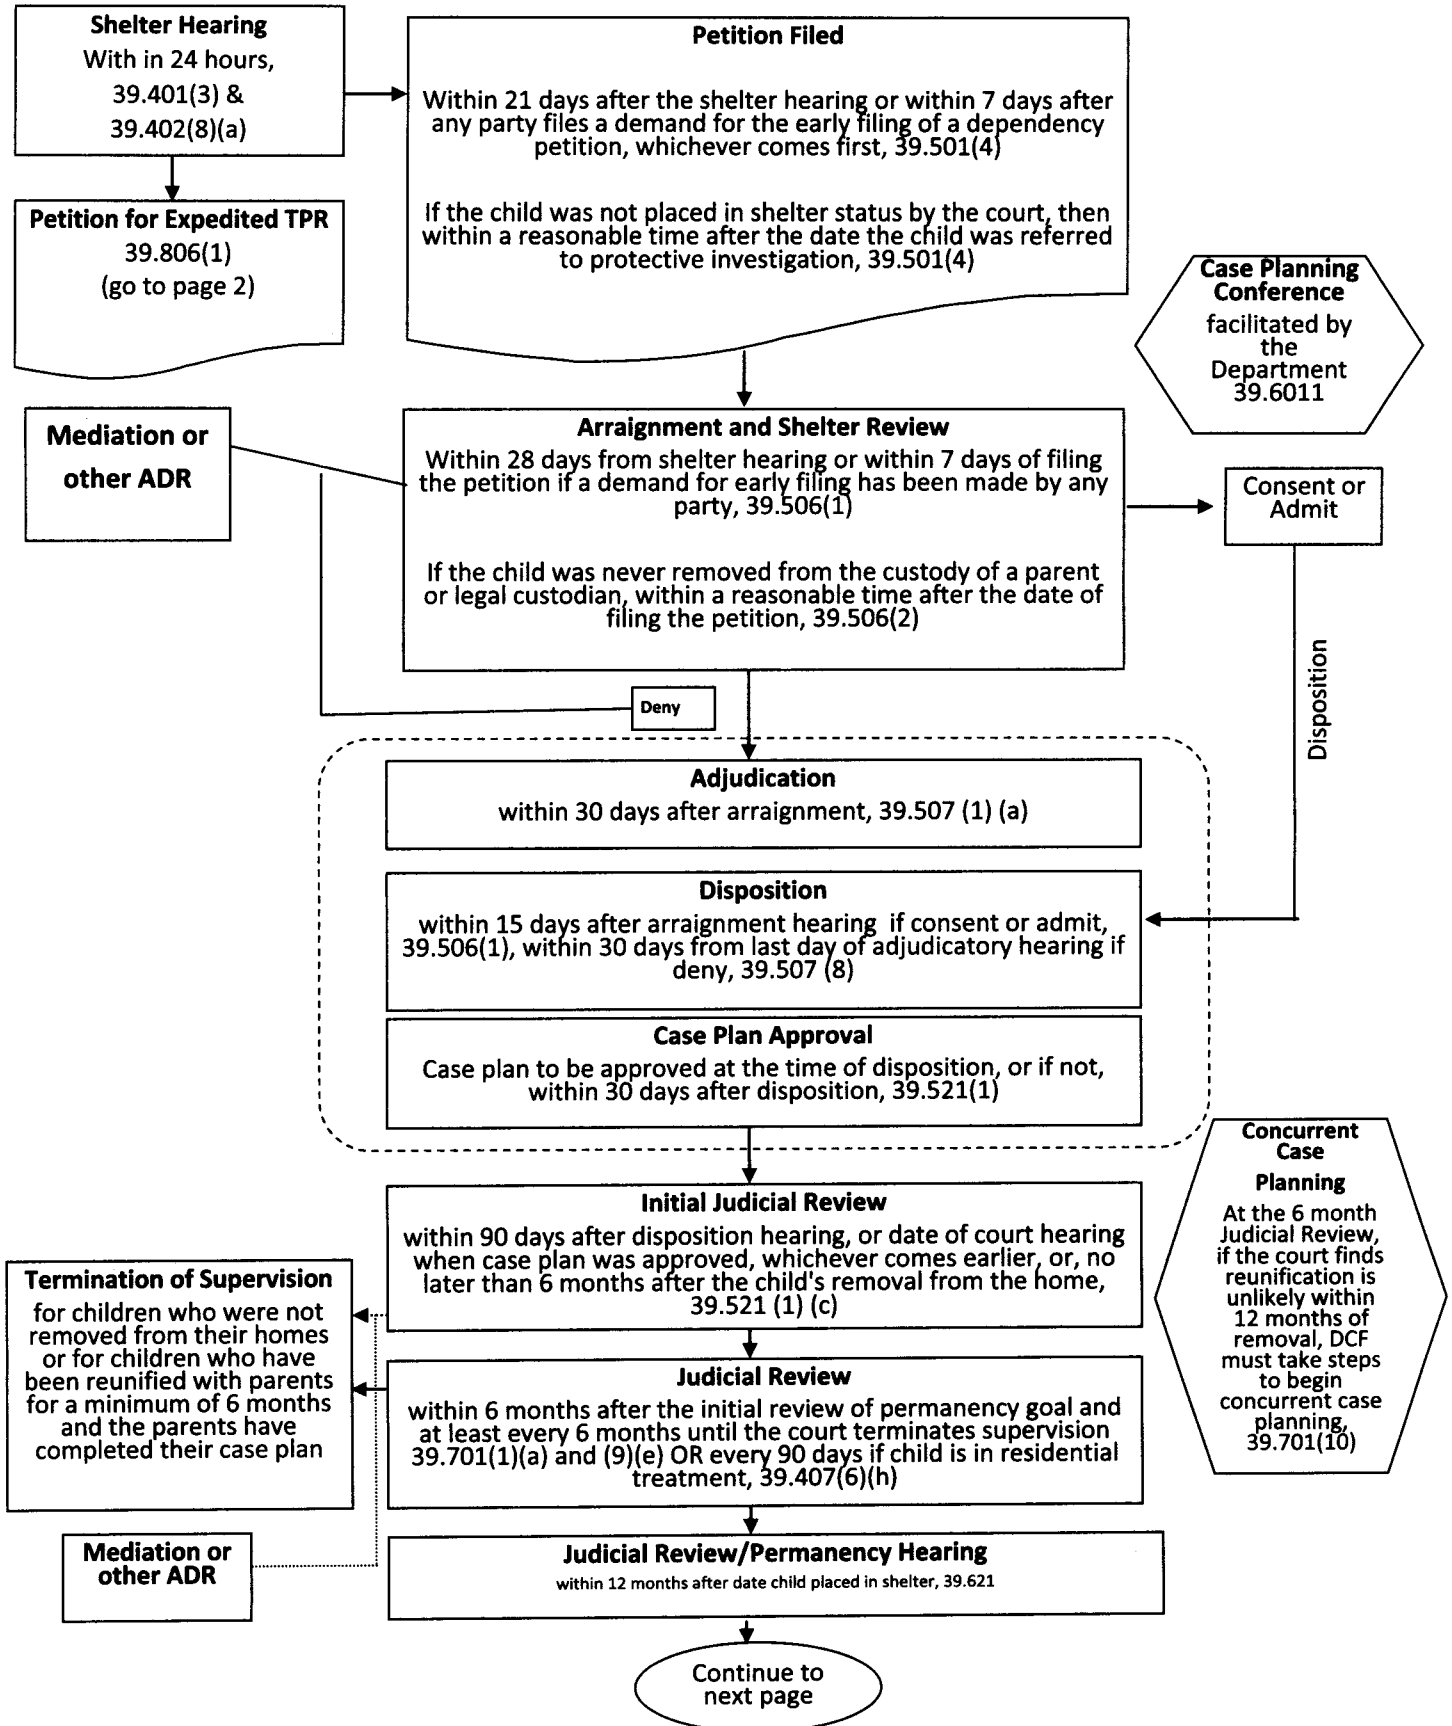 Shelter Hearing
With in 24 hours,
39.401(3) &
39.402(8)(a)
Petition Filed
Within 21 days after the shelter hearing or within 7 days after
any party files a demand for the early filing of a dependency
petition, whichever comes first, 39.501(4)
If the child was not placed in shelter status by the court, then
within a reasonable time after the date the child was referred
to protective investigation, 39.501(4)
Petition for Expedited TPR
39.806(1)
(go to page 2)
Case Planning
Conference
facilitated by
the
Department
39.6011
Mediation or
other ADR
Arraignment and Shelter Review
Within 28 days from shelter hearing or within 7 days of filing
the petition if a demand for early filing has been made by any
party, 39.506(1)
If the child was never removed from the custody of a parent
or legal custodian, within a reasonable time after the date of
filing the petition, 39.506(2)
Consent or
Admit
Disposition
Deny
Adjudication
within 30 days after arraignment, 39.507 (1) (a)
Disposition
within 15 days after arraignment hearing if consent or admit,
39.506(1), within 30 days from last day of adjudicatory hearing if
deny, 39.507 (8)
Case Plan Approval
Case plan to be approved at the time of disposition, or if not,
within 30 days after disposition, 39.521(1)
Concurrent
Case
Planning
At the 6 month
Judicial Review,
if the court finds
reunification is
unlikely within
12 months of
removal, DCF
must take steps
to begin
concurrent case
planning,
39.701(10)
Initial Judicial Review
within 90 days after disposition hearing, or date of court hearing
when case plan was approved, whichever comes earlier, or, no
later than 6 months after the child's removal from the home,
39.521 (1) (c)
Termination of Supervision
for children who were not
removed from their homes
or for children who have
been reunified with parents
for a minimum of 6 months
and the parents have
completed their case plan
Judicial Review
within 6 months after the initial review of permanency goal and
at least every 6 months until the court terminates supervision
39.701(1)(a) and (9)(e) OR every 90 days if child is in residential
treatment, 39.407(6)(h)
Mediation or
other ADR
Judicial Review/Permanency Hearing
within 12 months after date child placed in shelter, 39.621
Continue to
next page